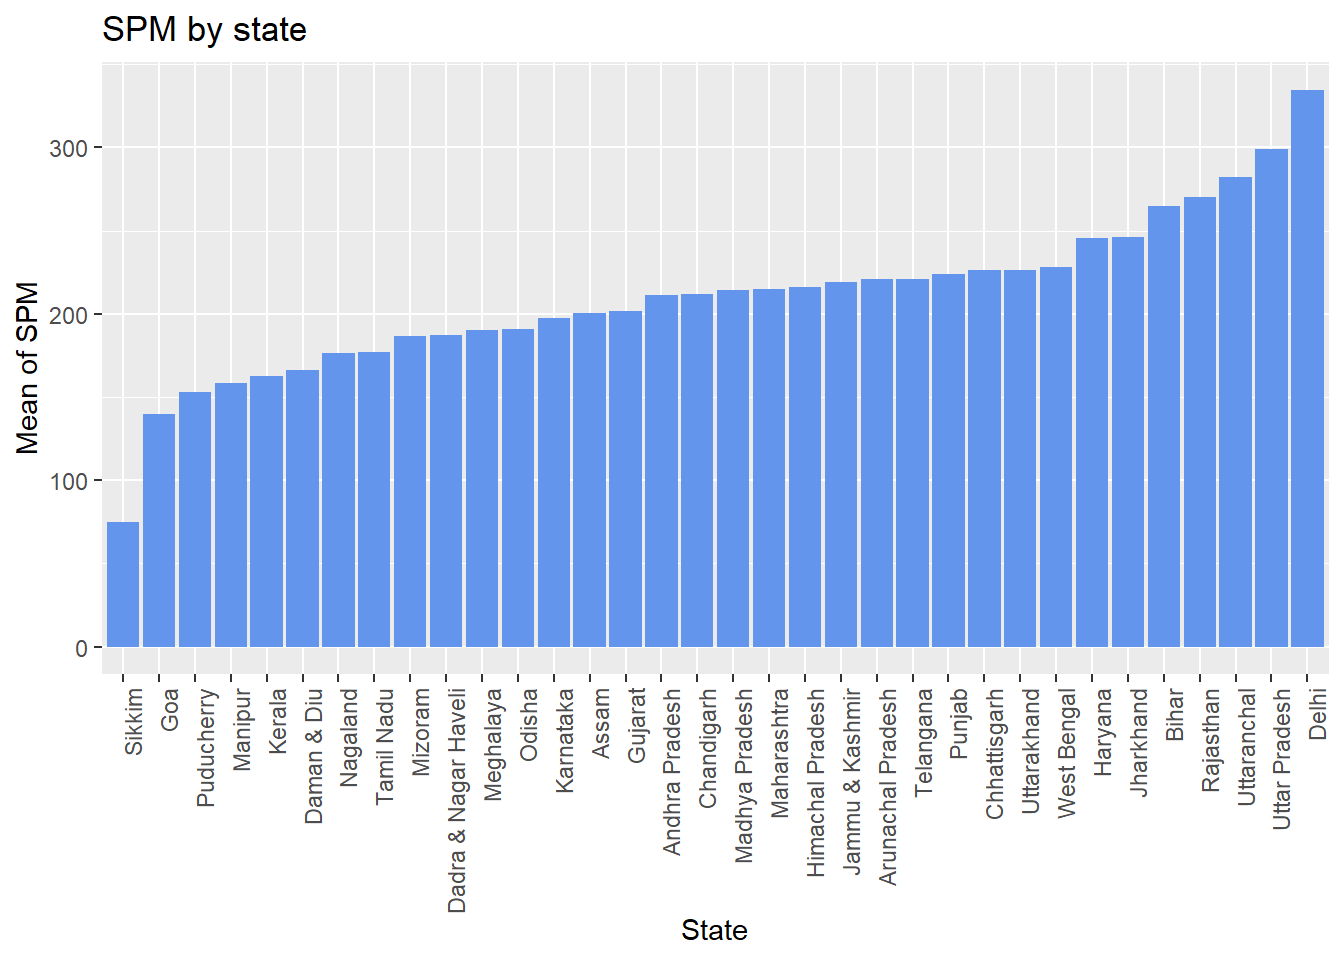 SPM by state
Mean of SPM
300
200
100
0
Sikkim
Goa
Puducherry
Manipur
Kerala
Daman & Diu
Nagaland
Tamil Nadu
Mizoram
Dadra & Nagar Haveli
Meghalaya
Odisha
Karnataka
Assam
Gujarat
Andhra Pradesh
Chandigarh
Madhya Pradesh
Maharashtra
Himachal Pradesh
Jammu & Kashmir
Arunachal Pradesh
Telangana
Punjab
Chhattisgarh
Uttarakhand
West Bengal
Haryana
Jharkhand
Bihar
Rajasthan
Uttaranchal
Uttar Pradesh
Delhi
State